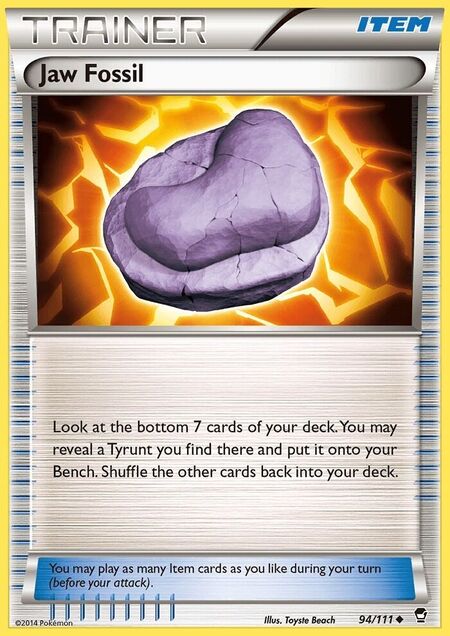 TRAINER
ITEM
Jaw Fossil
Look at the bottom 7 cards of your deck. You may
reveal a Tyrunt you find there and put it onto your
Bench. Shuffle the other cards back into your deck.
You may play as many Item cards as you like during your turn
(before your attack).
©2014 Pokémon
Illus. Toyste Beach
94/111